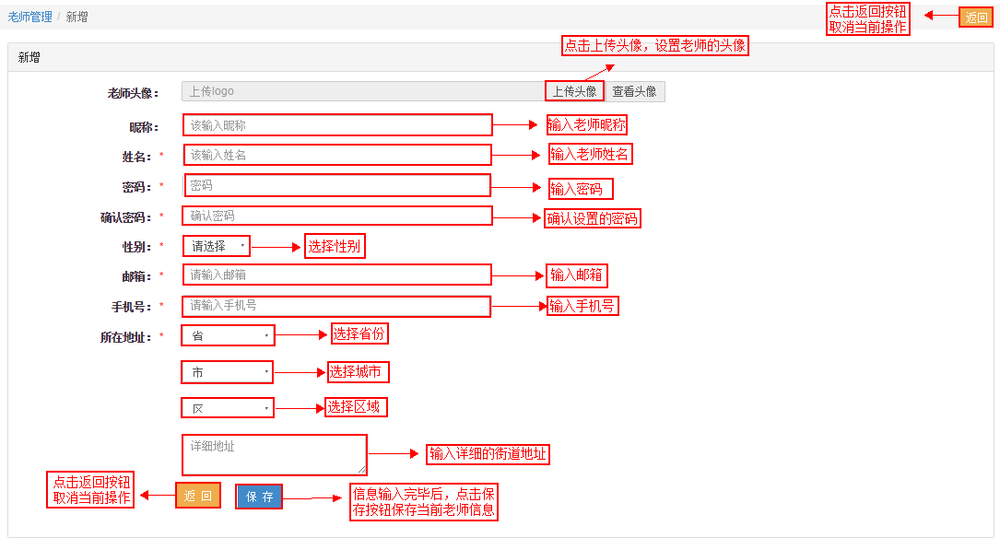 老师管理 / 新增
点击返回按钮
取消当前操作
返回
点击上传头像，设置老师的头像
新增
老师头像： 上传logo 上传头像 查看头像
昵称： 该输入昵称 输入老师昵称
姓名： * 该输入姓名 输入老师姓名
密码： * 密码 输入密码
确认密码： * 确认密码 确认设置的密码
性别： * 请选择 选择性别
邮箱： * 请输入邮箱 输入邮箱
手机号： * 请输入手机号 输入手机号
所在地址： * 省 选择省份
市 选择城市
区 选择区域
详细地址 输入详细的街道地址
点击返回按钮
取消当前操作
返 回
保 存
信息输入完毕后，点击保
存按钮保存当前老师信息